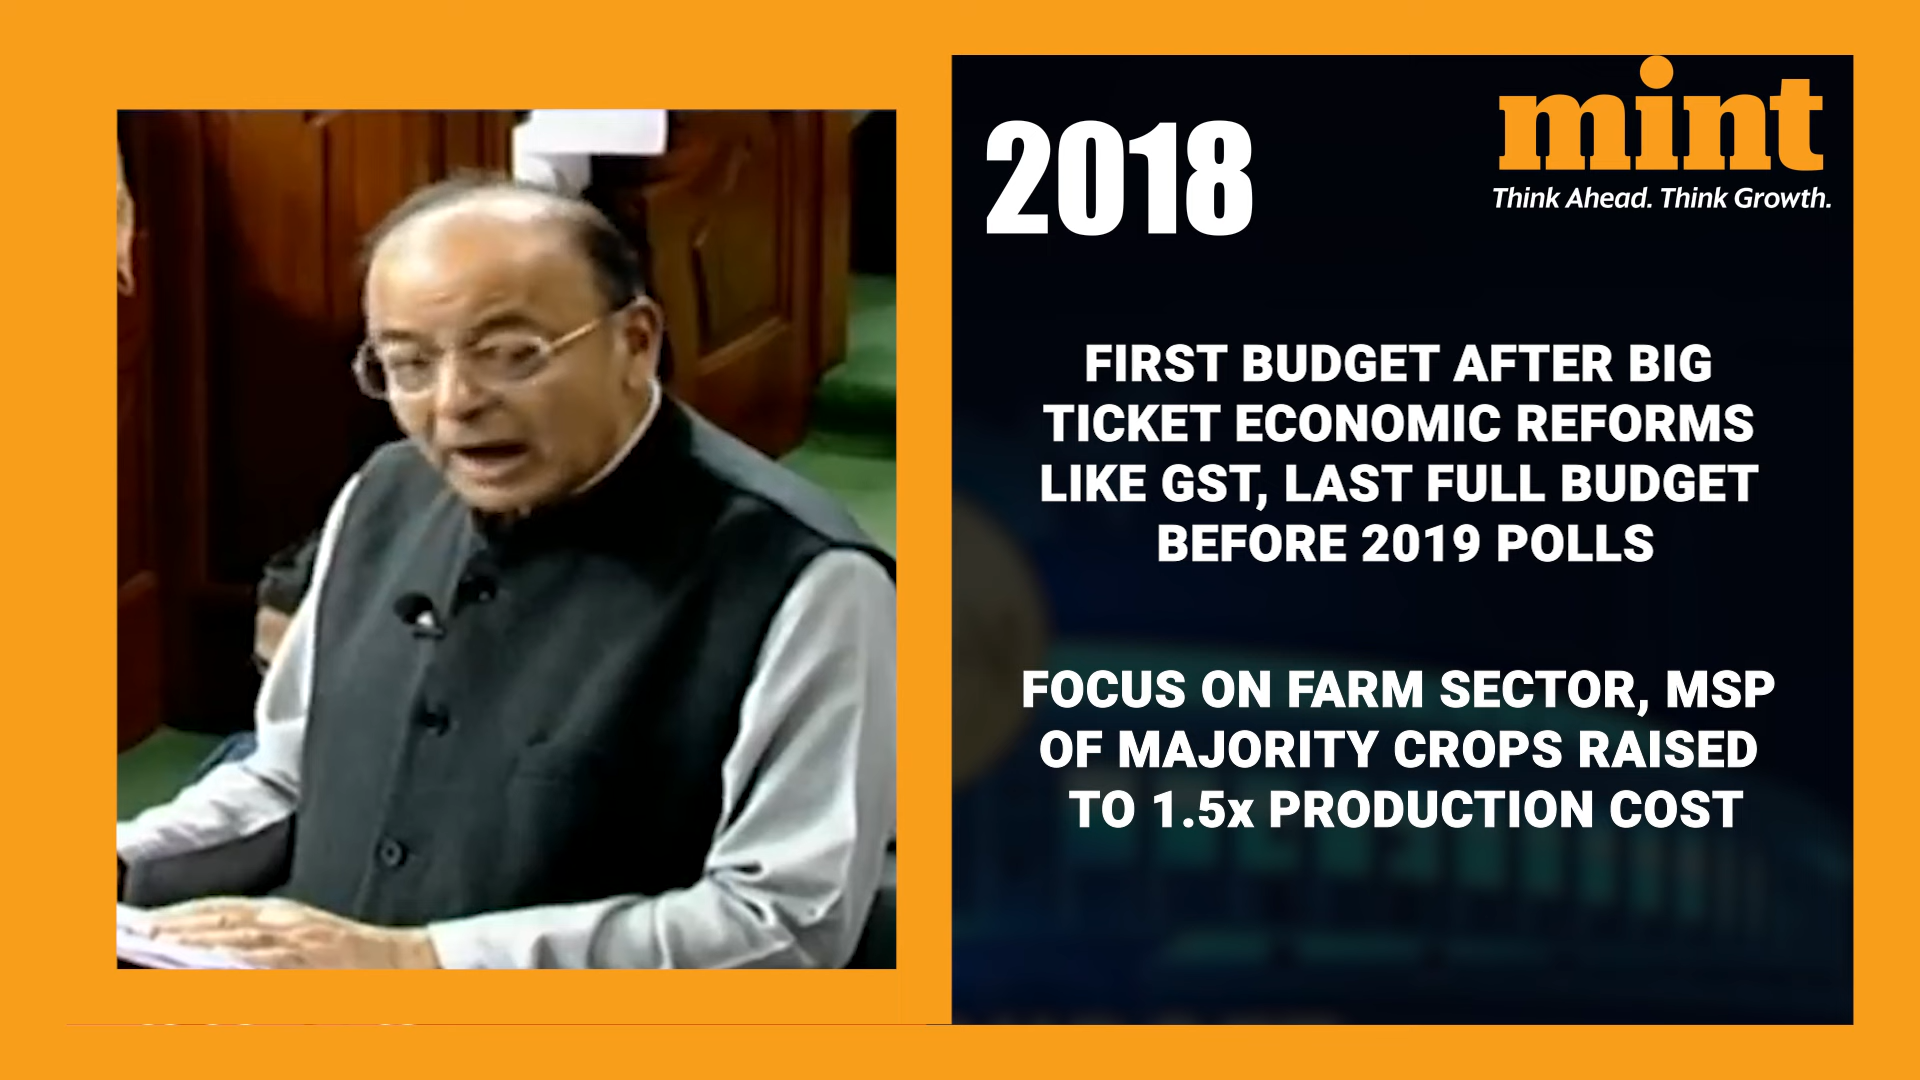 2018
mint
Think Ahead. Think Growth.
FIRST BUDGET AFTER BIG
TICKET ECONOMIC REFORMS
LIKE GST, LAST FULL BUDGET
BEFORE 2019 POLLS
FOCUS ON FARM SECTOR, MSP
OF MAJORITY CROPS RAISED
TO 1.5x PRODUCTION COST